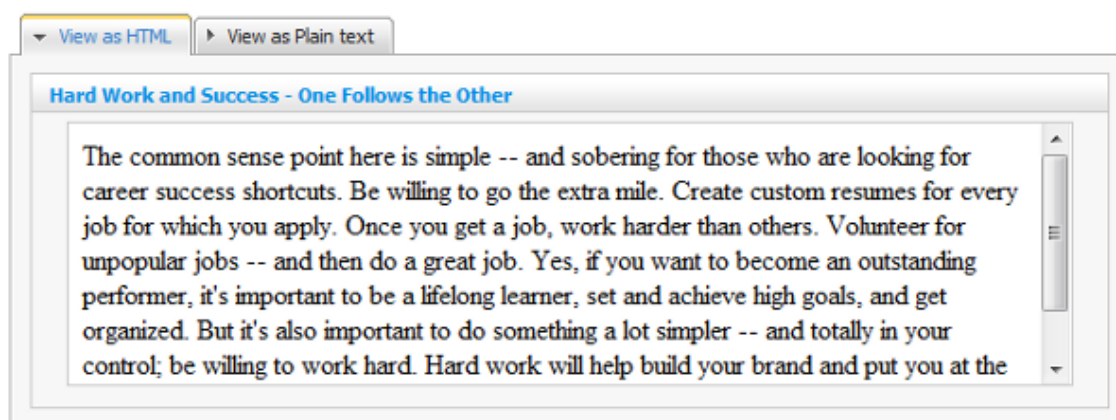 View as HTML View as Plain text
Hard Work and Success - One Follows the Other
The common sense point here is simple -- and sobering for those who are looking for
career success shortcuts. Be willing to go the extra mile. Create custom resumes for every
job for which you apply. Once you get a job, work harder than others. Volunteer for
unpopular jobs -- and then do a great job. Yes, if you want to become an outstanding
performer, it's important to be a lifelong learner, set and achieve high goals, and get
organized. But it's also important to do something a lot simpler -- and totally in your
control; be willing to work hard. Hard work will help build your brand and put you at the